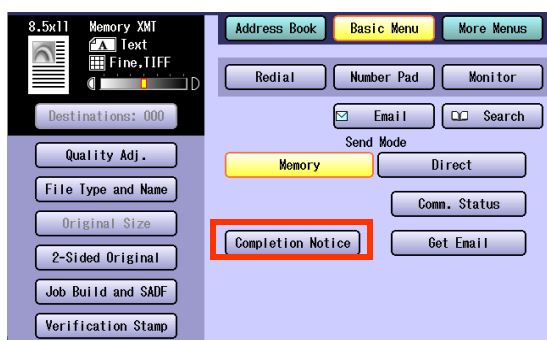 8.5x11 Memory XMT
A Text
Fine,TIFF
D
Destinations: 000
Quality Adj.
File Type and Name
Original Size
2-Sided Original
Job Build and SADF
Verification Stamp
Address Book Basic Menu More Menus
Redial Number Pad Monitor
Email Search
Send Mode
Memory Direct
Comm. Status
Completion Notice Get Email